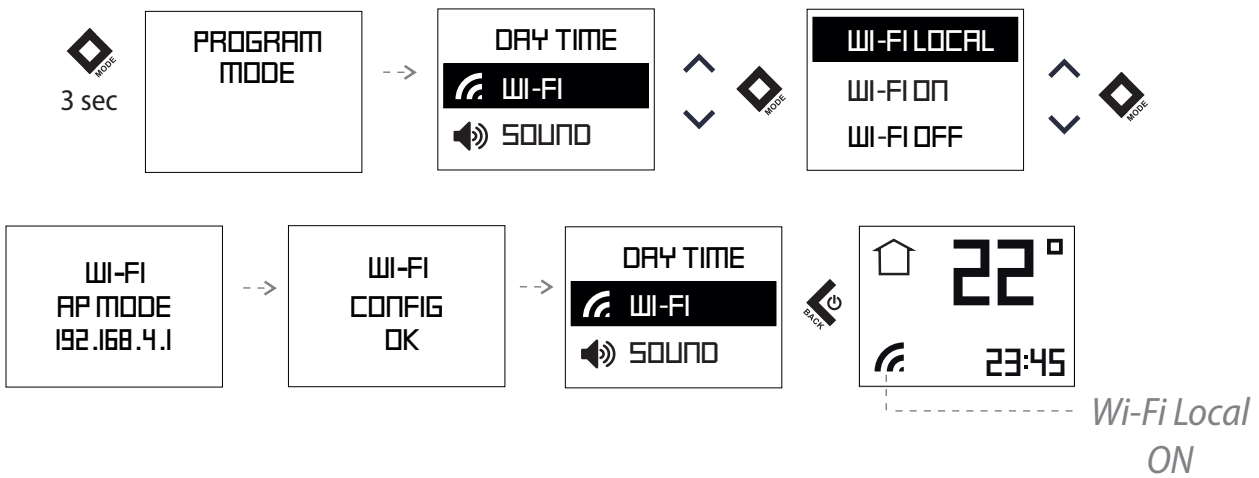 MODE
3 sec
PROGRAM
MODE
DAY TIME
WI-FI
SOUND
MODE
WI-FI LOCAL
WI-FI ON
WI-FI OFF
MODE
WI-FI
AP MODE
192.168.4.1
WI-FI
CONFIG
OK
DAY TIME
WI-FI
SOUND
BACK
22°
23:45
Wi-Fi Local
ON